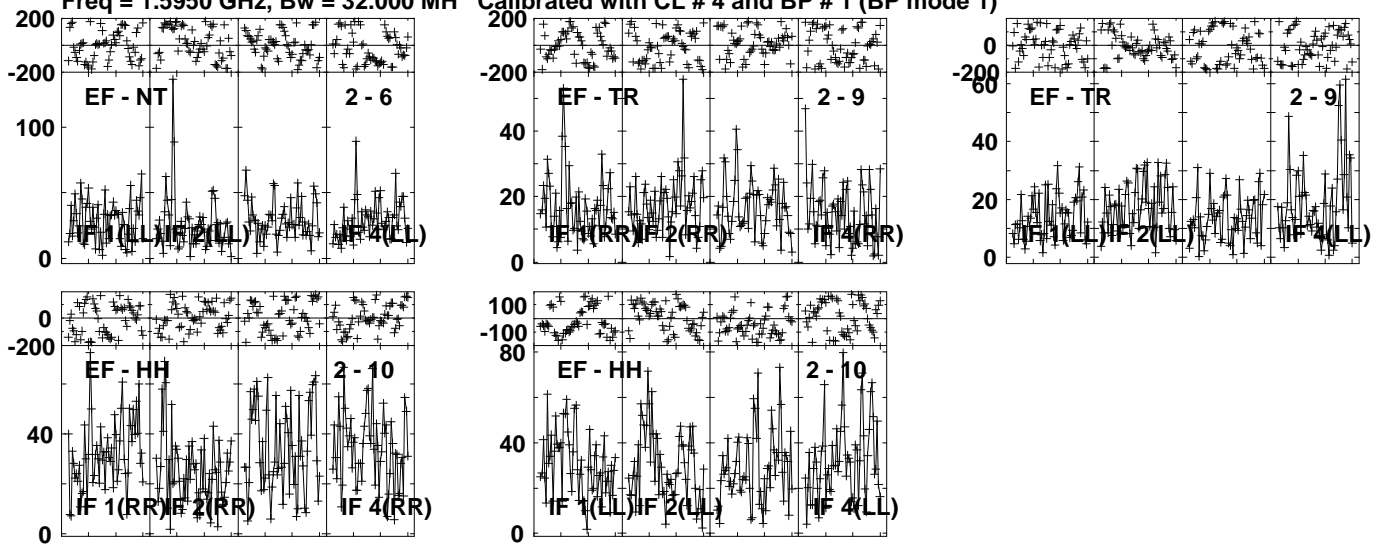 Freq = 1.5950 GHz, Bw = 32.000 MH Calibrated with CL # 4 and BP # 1 (BP mode 1)
200
0
-200
EF - NT 2 - 6
100
IF 1(LL) IF 2(LL) IF 4(LL)
0
EF - TR 2 - 9
40
20
IF 1(RR) IF 2(RR) IF 4(RR)
0
0
-200
60
EF - TR 2 - 9
40
20
IF 1(LL) IF 2(LL) IF 4(LL)
0
0
-200
EF - HH 2 - 10
40
IF 1(RR) IF 2(RR) IF 4(RR)
0
100
-100
80
EF - HH 2 - 10
40
IF 1(LL) IF 2(LL) IF 4(LL)
0